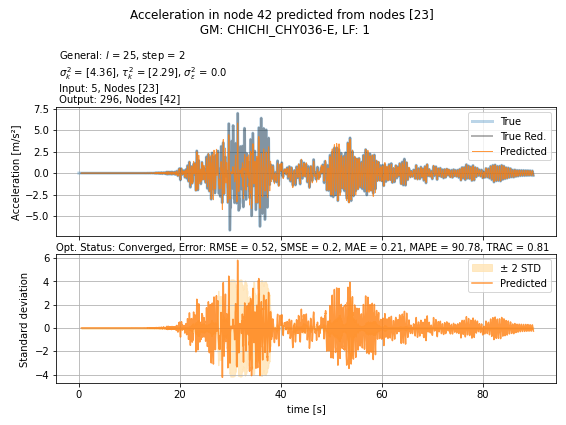 Acceleration in node 42 predicted from nodes [23]
GM: CHICHI_CHY036-E, LF: 1
General: l = 25, step = 2
σ²ₖ = [4.36], τ²ₖ = [2.29], σ²ε = 0.0
Input: 5, Nodes [23]
Output: 296, Nodes [42]
Acceleration [m/s²]
7.5
5.0
2.5
0.0
−2.5
−5.0
True
True Red.
Predicted
Opt. Status: Converged, Error: RMSE = 0.52, SMSE = 0.2, MAE = 0.21, MAPE = 90.78, TRAC = 0.81
Standard deviation
6
4
2
0
−2
−4
± 2 STD
Predicted
0 20 40 60 80
time [s]